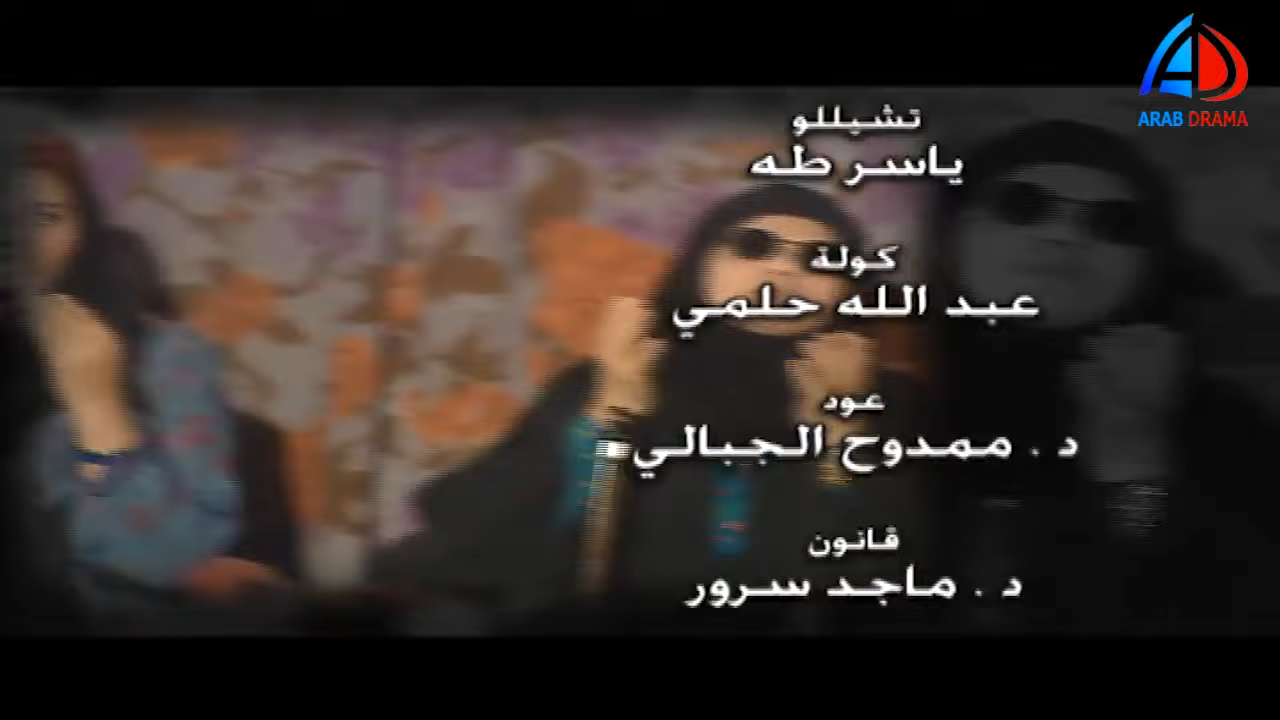 ARAB DRAMA
تشيللو
ياسر طه
كولة
عبد الله حلمي
عود
د . ممدوح الجبالي
قانون
د . ماجد سرور